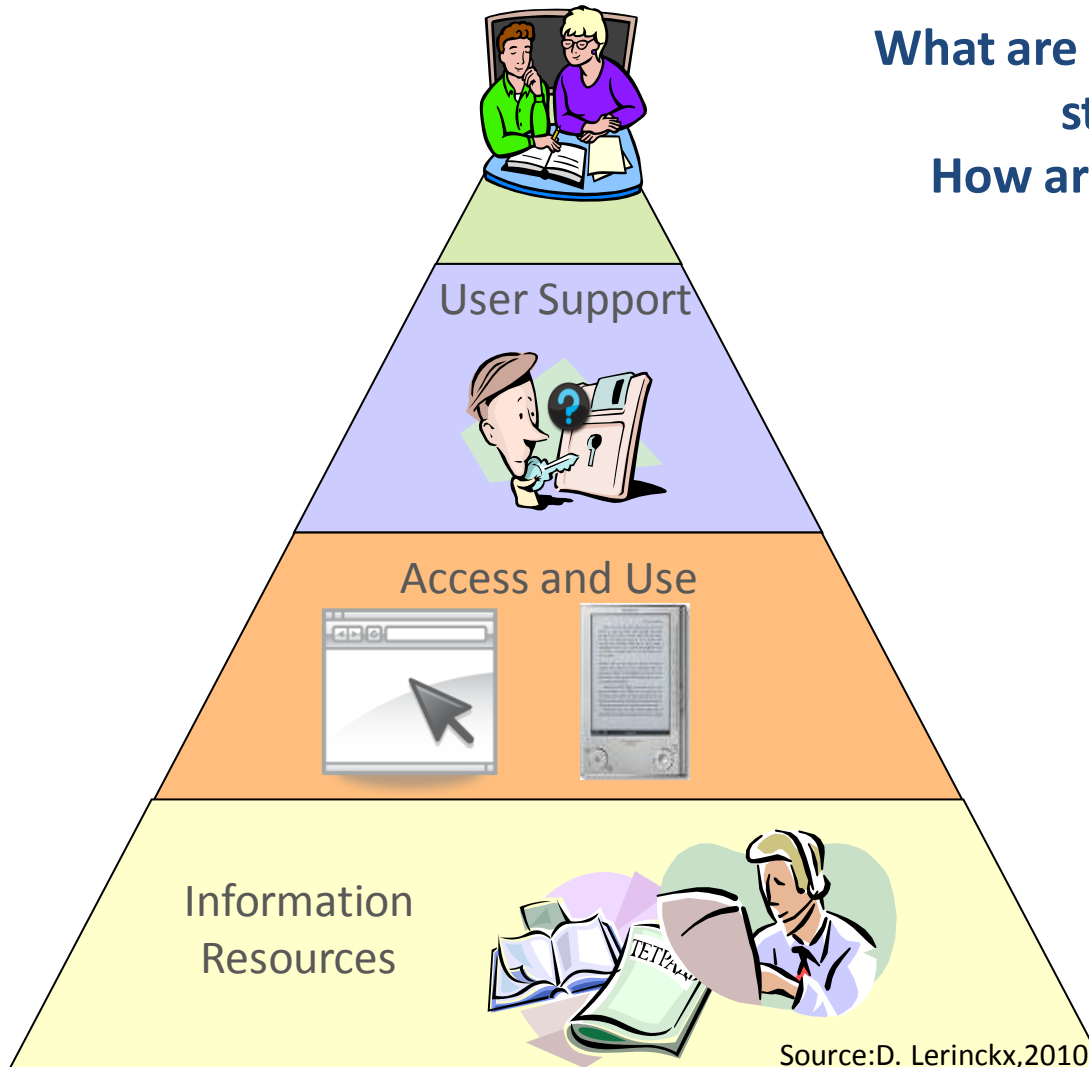 What are
st
How ar
User Support
?
Access and Use
Information
Resources
Source:D. Lerinckx,2010